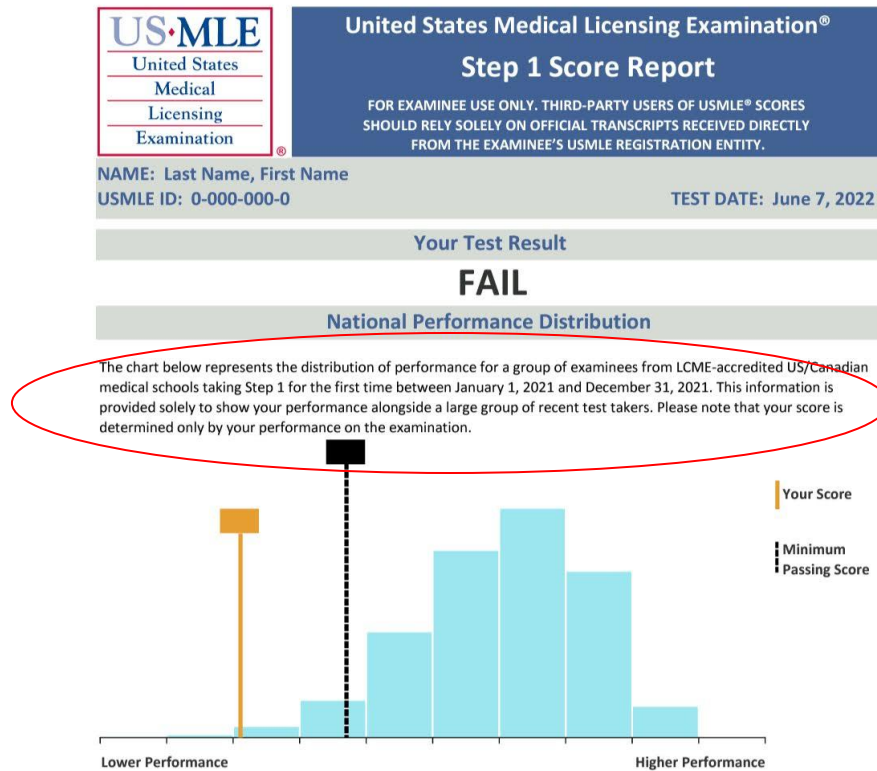 US·MLE
United States
Medical
Licensing
Examination
®
United States Medical Licensing Examination®
Step 1 Score Report
FOR EXAMINEE USE ONLY. THIRD-PARTY USERS OF USMLE® SCORES
SHOULD RELY SOLELY ON OFFICIAL TRANSCRIPTS RECEIVED DIRECTLY
FROM THE EXAMINEE'S USMLE REGISTRATION ENTITY.
NAME: Last Name, First Name
USMLE ID: 0-000-000-0
TEST DATE: June 7, 2022
Your Test Result
FAIL
National Performance Distribution
The chart below represents the distribution of performance for a group of examinees from LCME-accredited US/Canadian
medical schools taking Step 1 for the first time between January 1, 2021 and December 31, 2021. This information is
provided solely to show your performance alongside a large group of recent test takers. Please note that your score is
determined only by your performance on the examination.
Your Score
Minimum
Passing Score
Lower Performance
Higher Performance